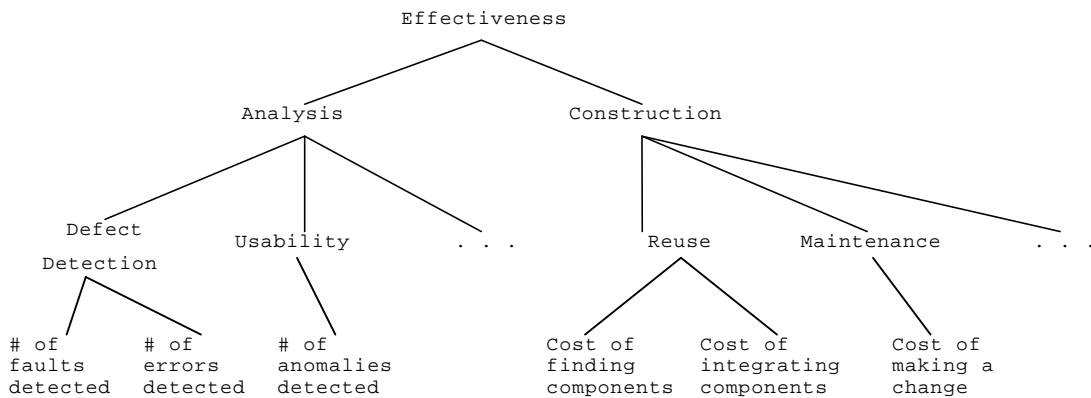 Effectiveness
Analysis
Construction
Defect
Detection
Usability
. . .
Reuse
Maintenance
. . .
# of
faults
detected
# of
errors
detected
# of
anomalies
detected
Cost of
finding
components
Cost of
integrating
components
Cost of
making a
change